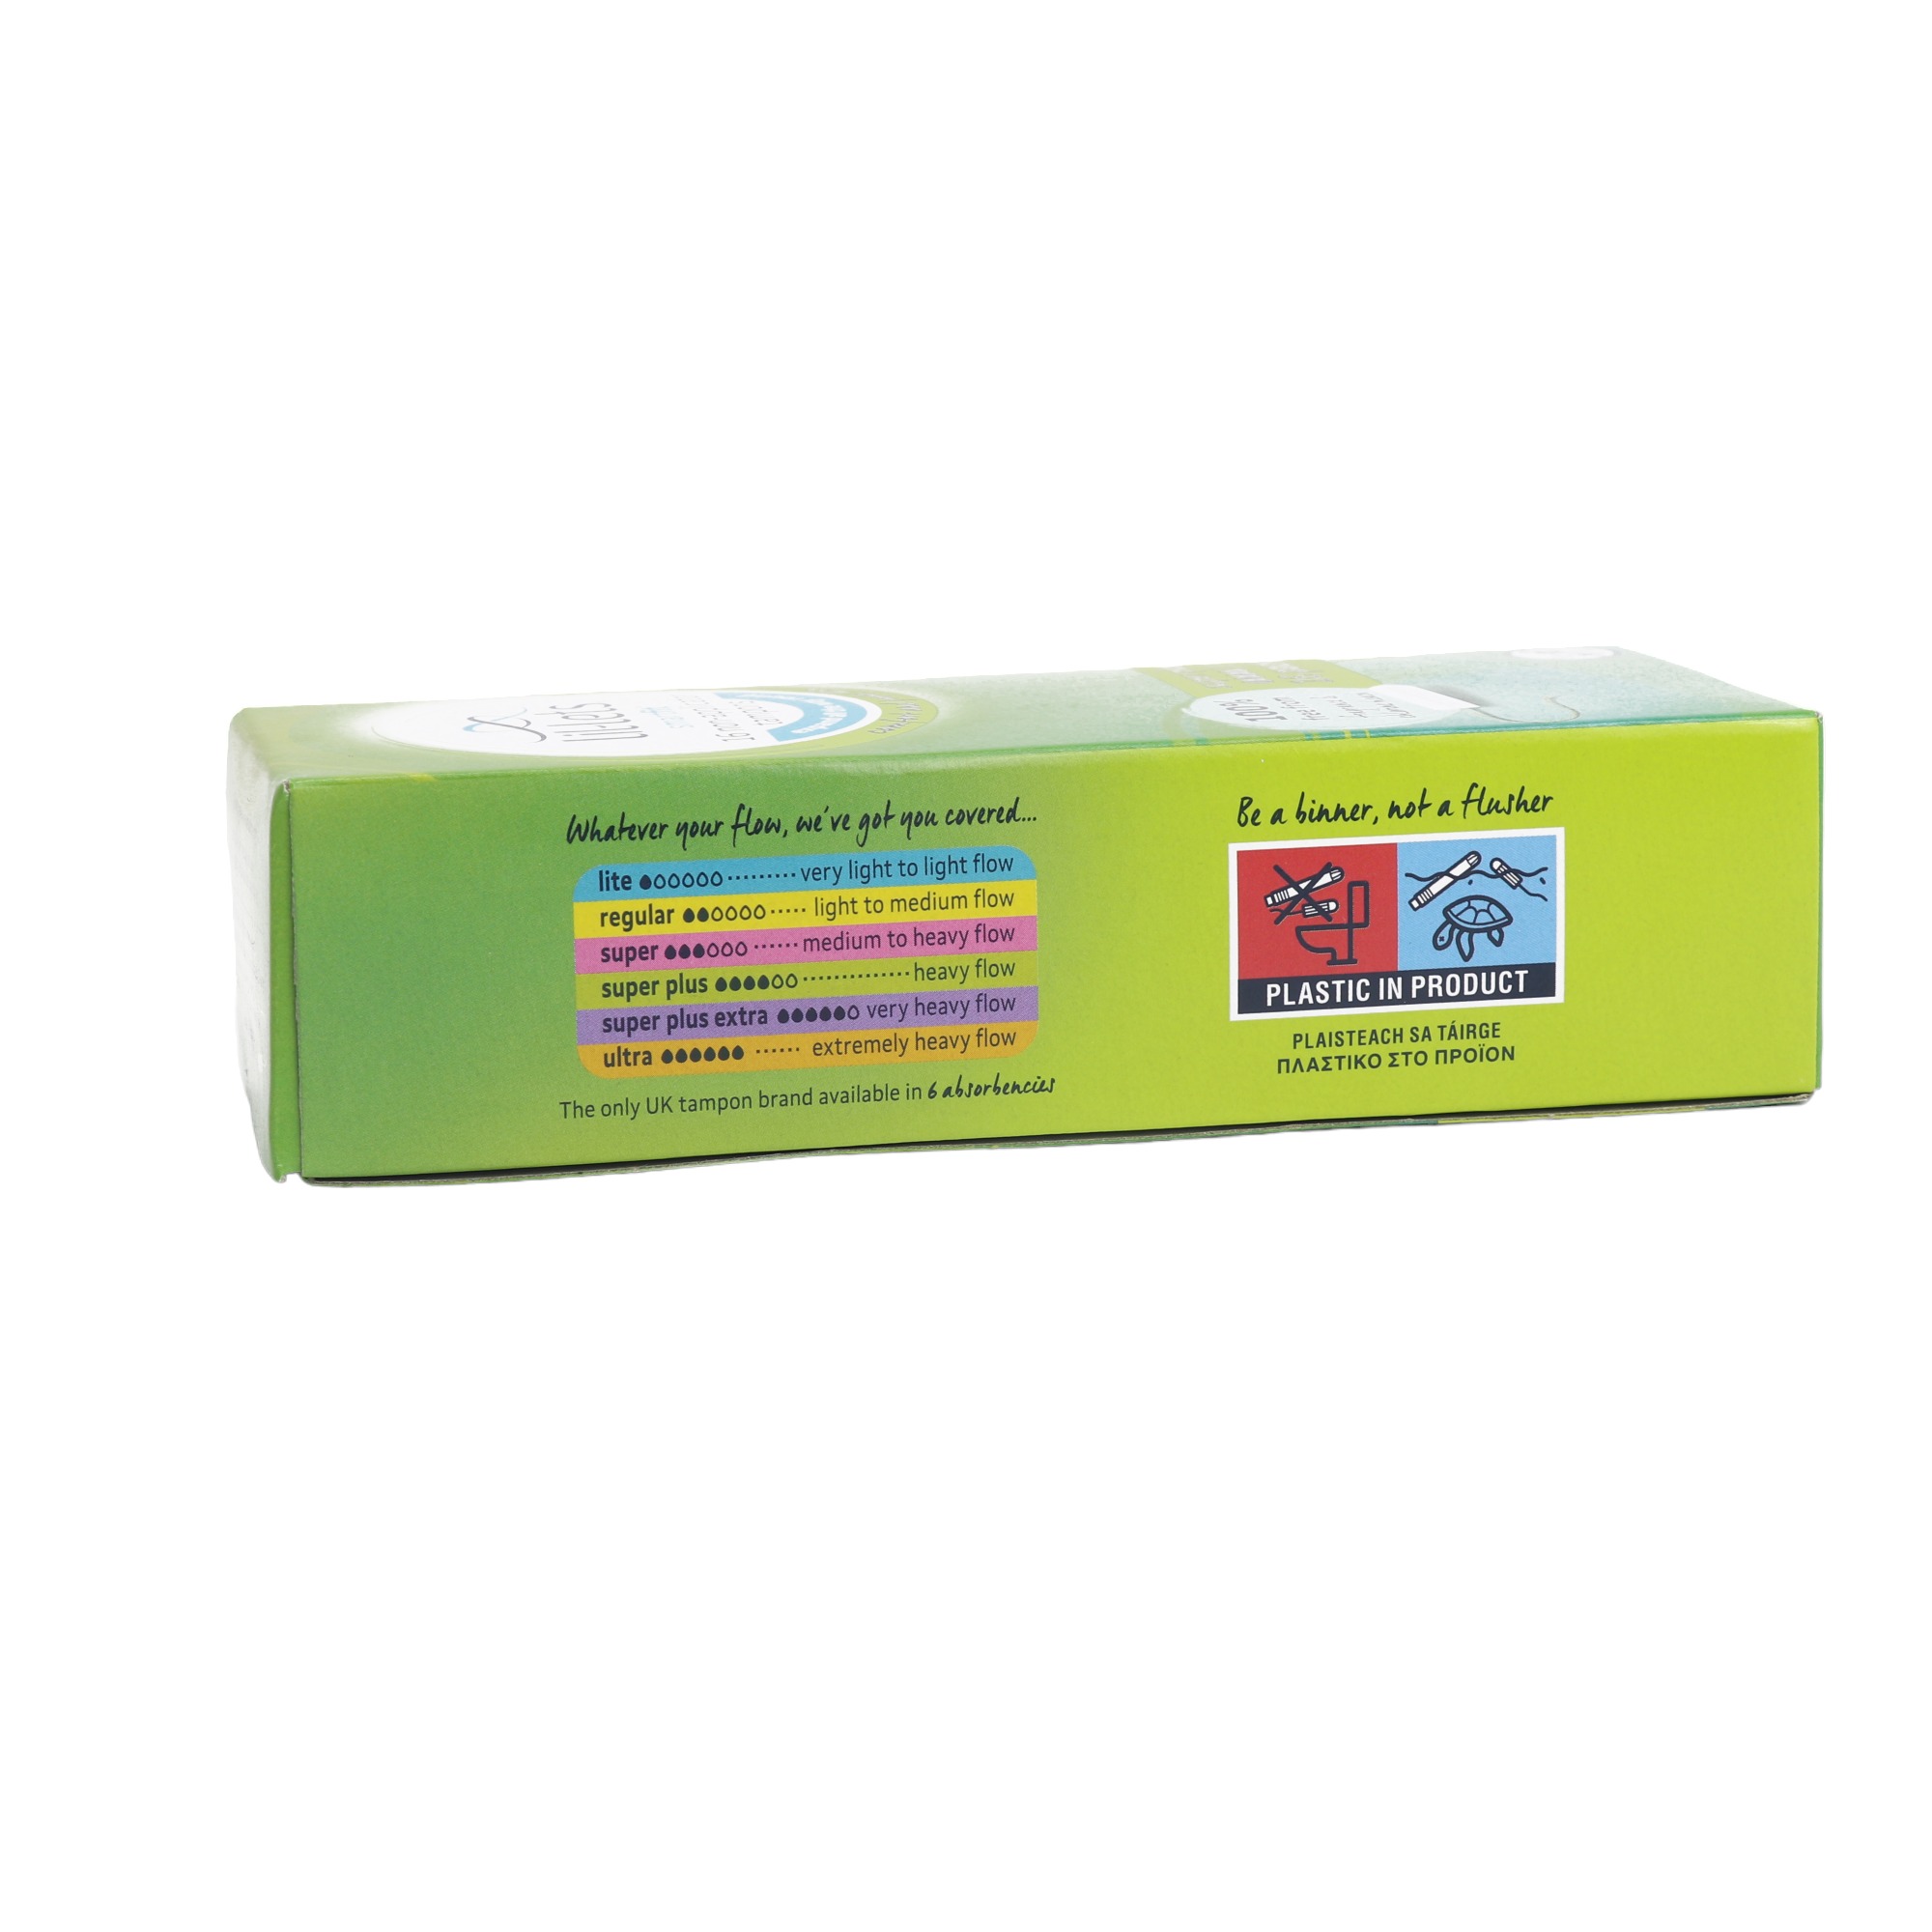 Lil-Lets
100%
Whatever your flow, we've got you covered...
lite very light to light flow
regular light to medium flow
super medium to heavy flow
super plus heavy flow
super plus extra very heavy flow
ultra extremely heavy flow
The only UK tampon brand available in 6 absorbencies
Be a binner, not a flusher
PLASTIC IN PRODUCT
PLAISTEACH SA TÁIRGE
ΠΛΑΣΤΙΚΟ ΣΤΟ ΠΡΟΪΟΝ